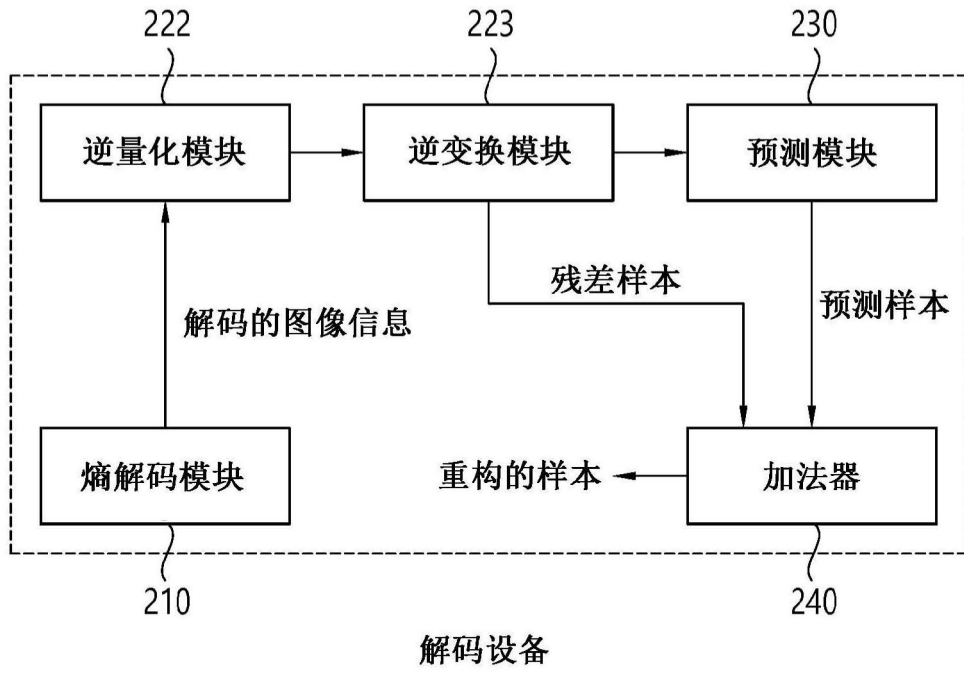 222 223 230
逆量化模块 逆变换模块 预测模块
残差样本
预测样本
解码的图像信息
熵解码模块 重构的样本 加法器
210 240
解码设备